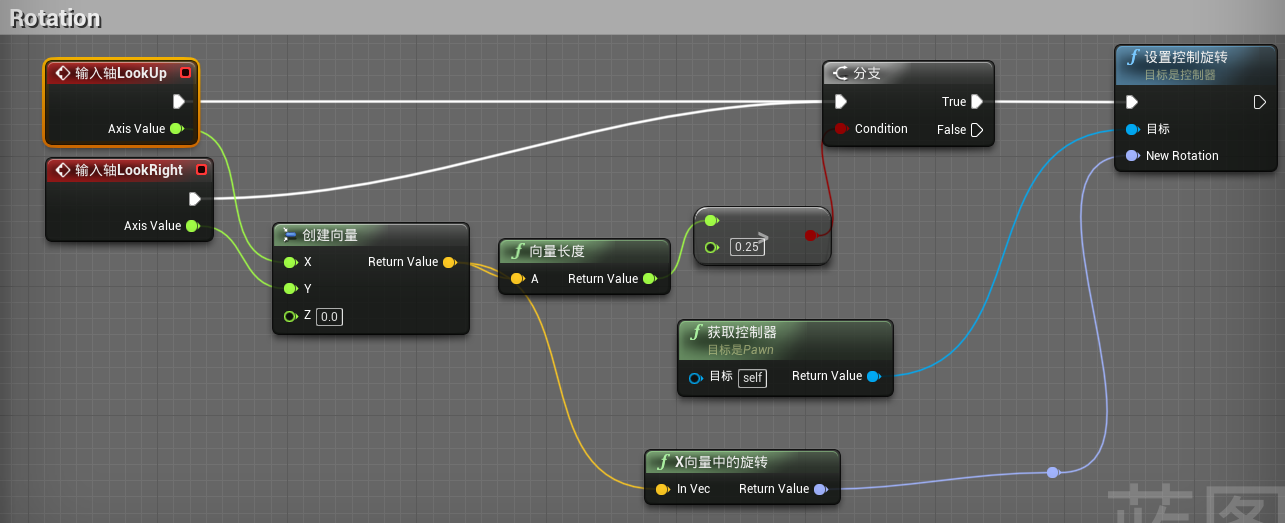 Rotation
输入轴LookUp
Axis Value
输入轴LookRight
Axis Value
创建向量
X
Return Value
Y
Z 0.0
向量长度
A
Return Value
>
0.25
分支
True
Condition
False
获取控制器
目标是Pawn
目标 self
Return Value
X向量中的旋转
In Vec
Return Value
设置控制旋转
目标是控制器
目标
New Rotation
蓝图